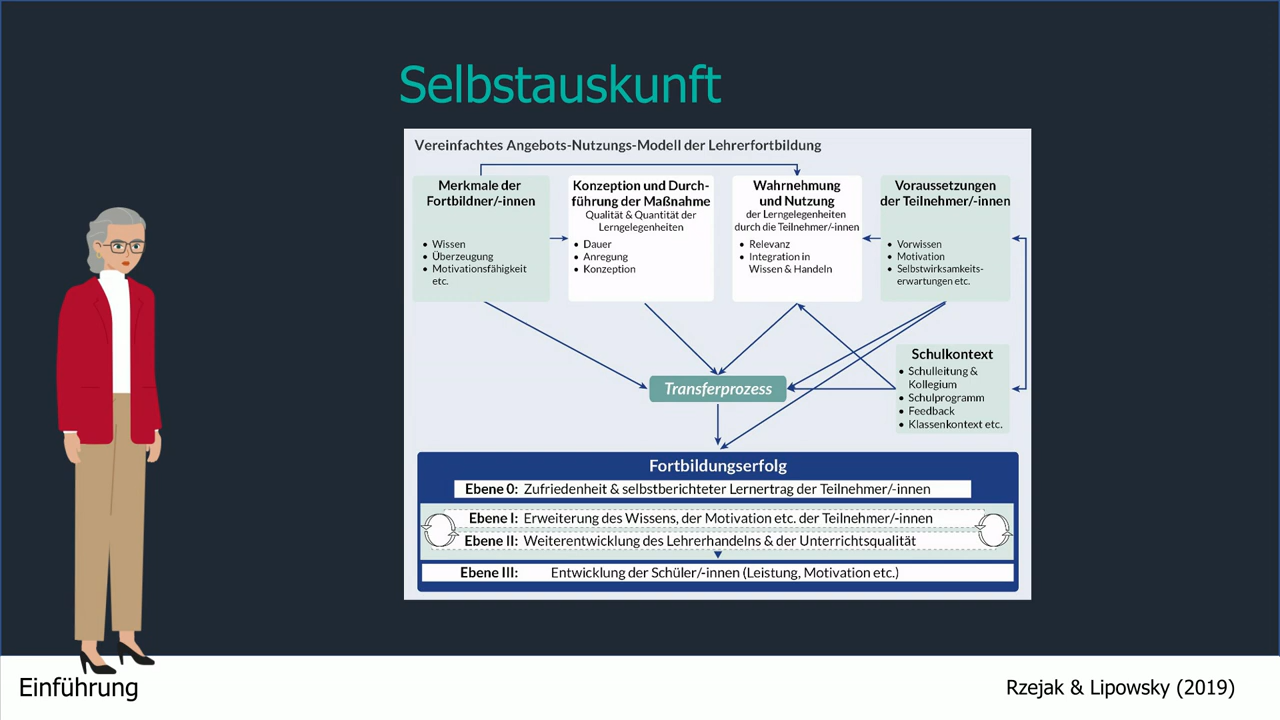 Selbstauskunft
Vereinfachtes Angebots-Nutzungs-Modell der Lehrerfortbildung
Merkmale der
Fortbildner/-innen
• Wissen
• Überzeugung
• Motivationsfähigkeit
etc.
Konzeption und Durch-
führung der Maßnahme
Qualität & Quantität der
Lerngelegenheiten
• Dauer
• Anregung
• Konzeption
Wahrnehmung
und Nutzung
der Lerngelegenheiten
durch die Teilnehmer/-innen
• Relevanz
• Integration in
Wissen & Handeln
Voraussetzungen
der Teilnehmer/-innen
• Vorwissen
• Motivation
• Selbstwirksamkeits-
erwartungen etc.
Schulkontext
• Schulleitung &
Kollegium
• Schulprogramm
• Feedback
• Klassenkontext etc.
Transferprozess
Fortbildungserfolg
Ebene 0: Zufriedenheit & selbstberichteter Lernertrag der Teilnehmer/-innen
Ebene I: Erweiterung des Wissens, der Motivation etc. der Teilnehmer/-innen
Ebene II: Weiterentwicklung des Lehrerhandelns & der Unterrichtsqualität
Ebene III: Entwicklung der Schüler/-innen (Leistung, Motivation etc.)
Einführung
Rzejak & Lipowsky (2019)